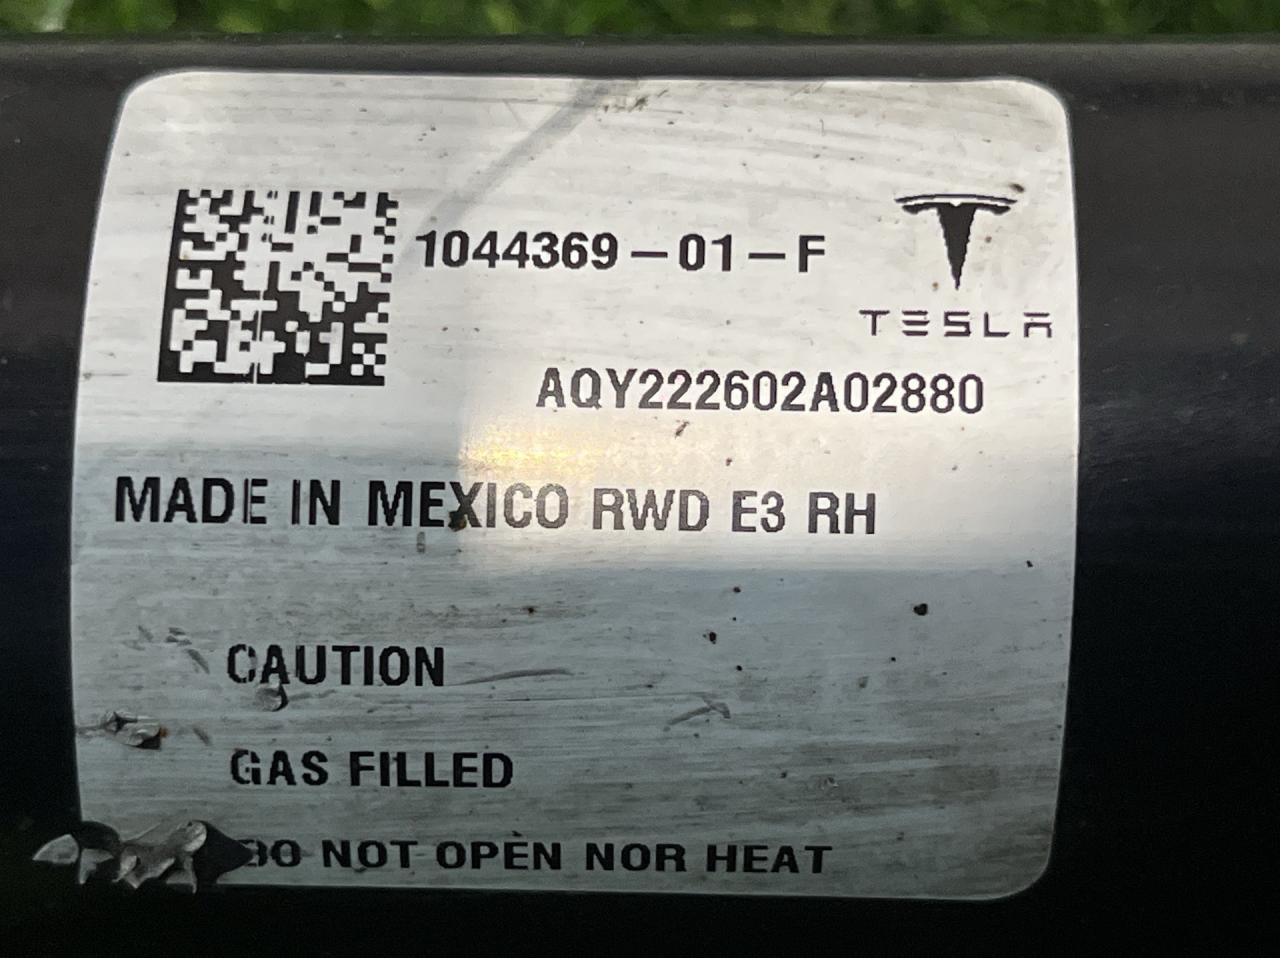 1044369-01-F
TESLA
AQY222602A02880
MADE IN MEXICO RWD E3 RH
CAUTION
GAS FILLED
DO NOT OPEN NOR HEAT